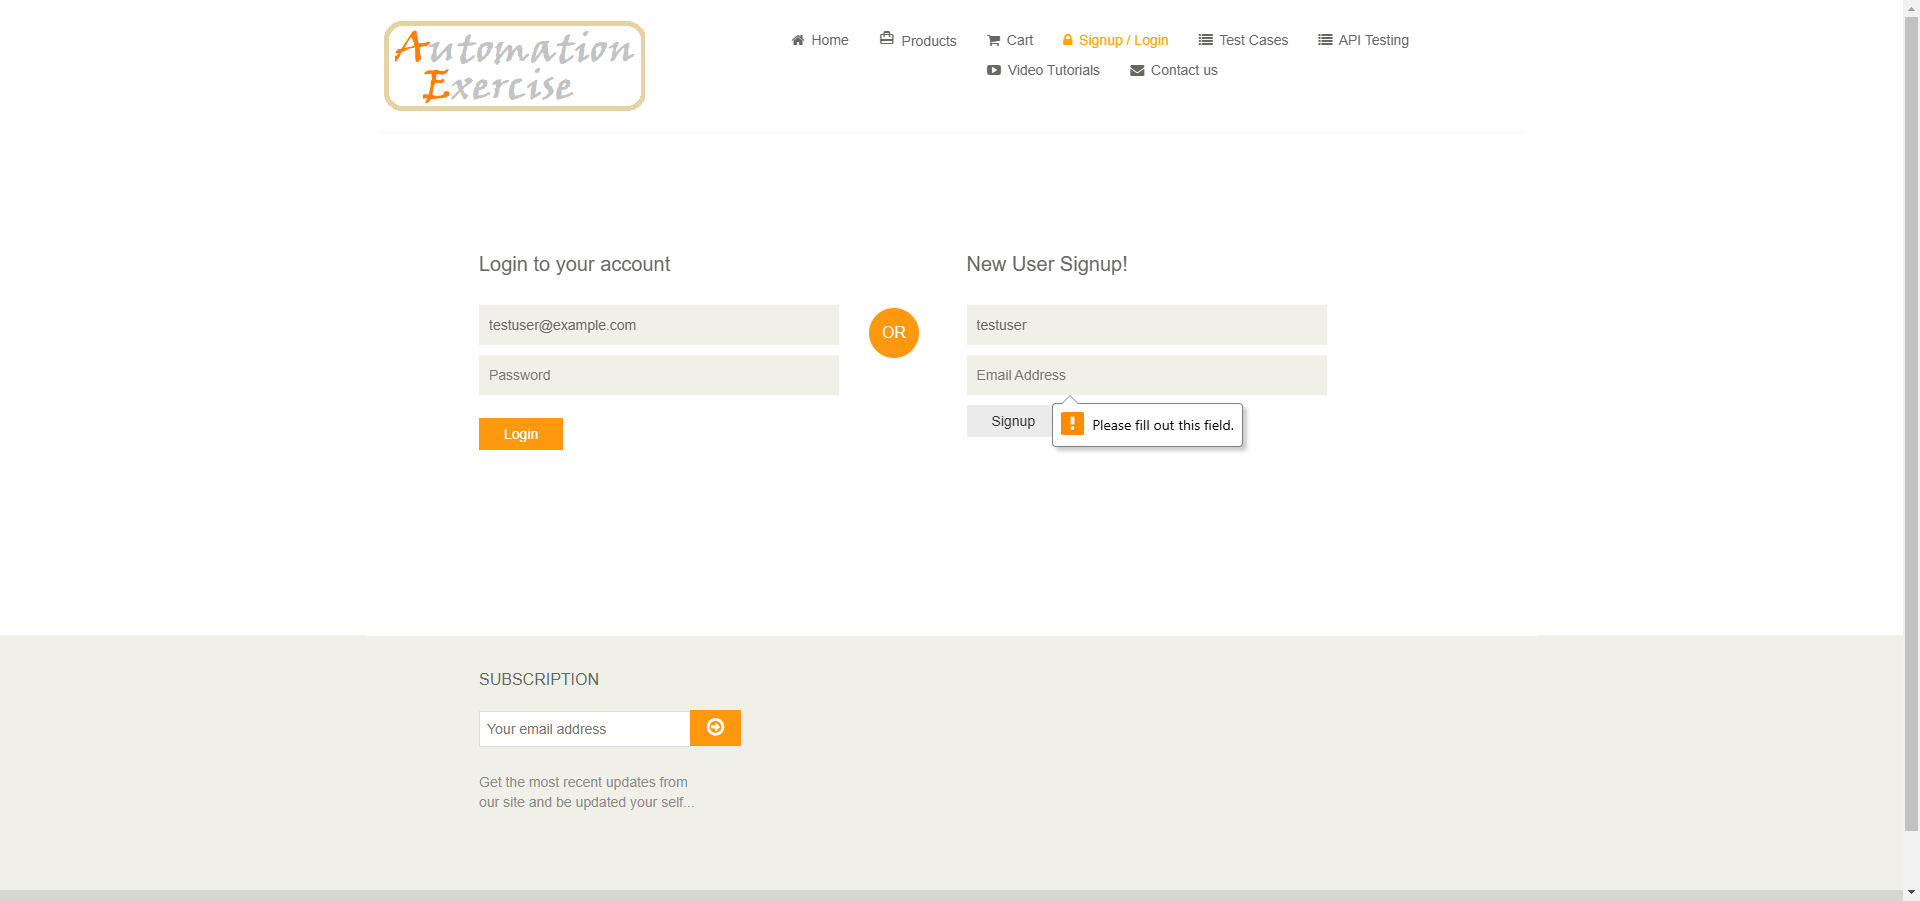 Automation
Exercise
Home
Products
Cart
Signup / Login
Test Cases
API Testing
Video Tutorials
Contact us
Login to your account
testuser@example.com
Password
Login
OR
New User Signup!
testuser
Email Address
Signup
Please fill out this field.
SUBSCRIPTION
Your email address
Get the most recent updates from
our site and be updated your self...